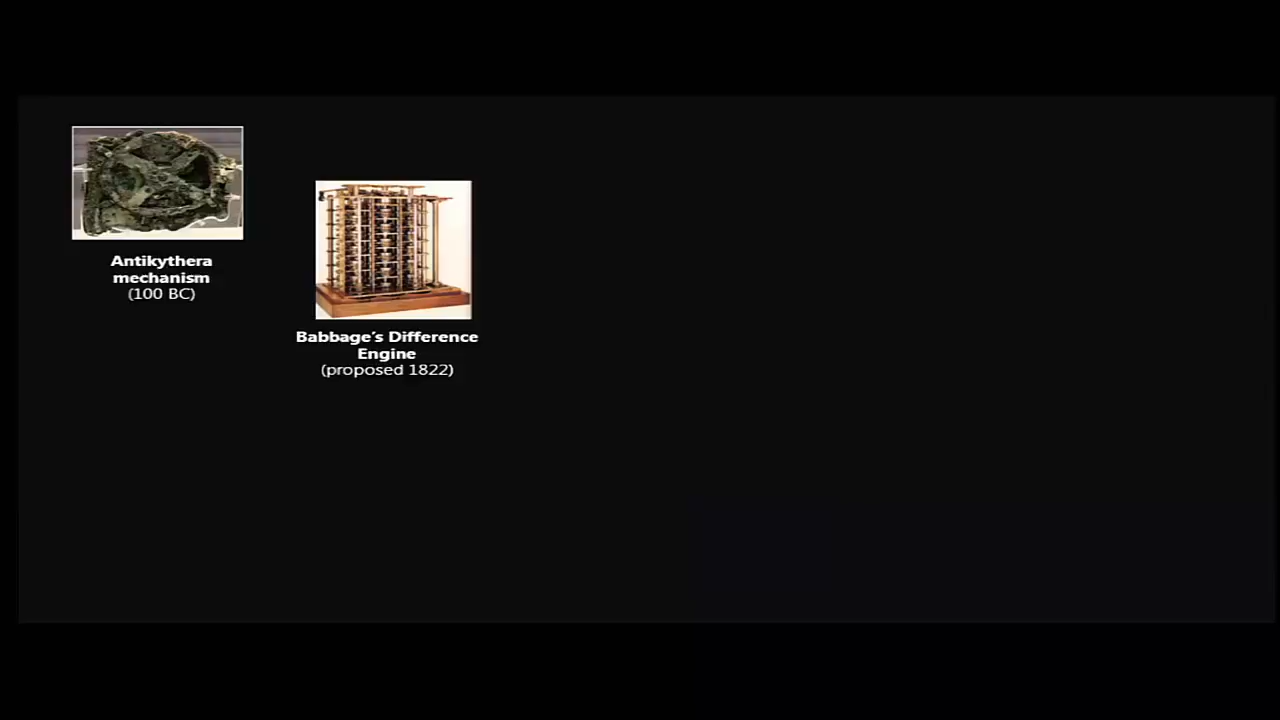 Antikythera
mechanism
(100 BC)
Babbage’s Difference
Engine
(proposed 1822)